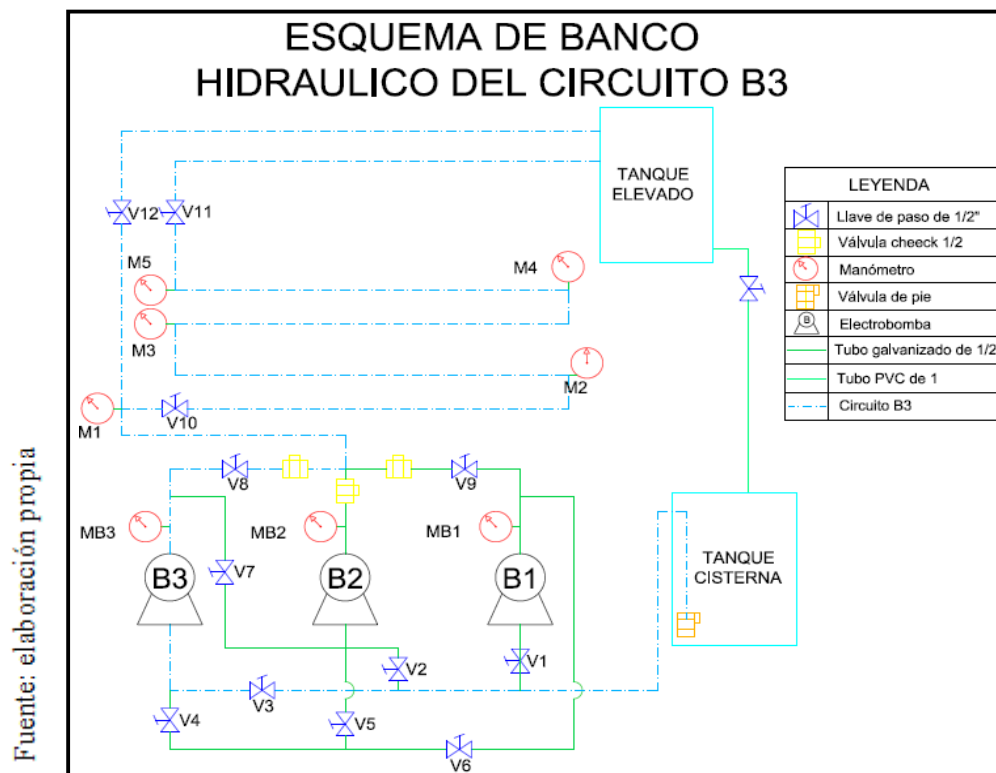 ESQUEMA DE BANCO
HIDRAULICO DEL CIRCUITO B3
TANQUE
ELEVADO
LEYENDA
Llave de paso de 1/2"
Válvula cheeck 1/2
Manómetro
Válvula de pie
B
Electrobomba
Tubo galvanizado de 1/2
Tubo PVC de 1
Circuito B3
V12
V11
M5
M4
M3
M2
M1
V10
V8
V9
MB3
MB2
MB1
V7
B3
B2
B1
TANQUE
CISTERNA
V2
V1
V3
V4
V5
V6
Fuente: elaboración propia